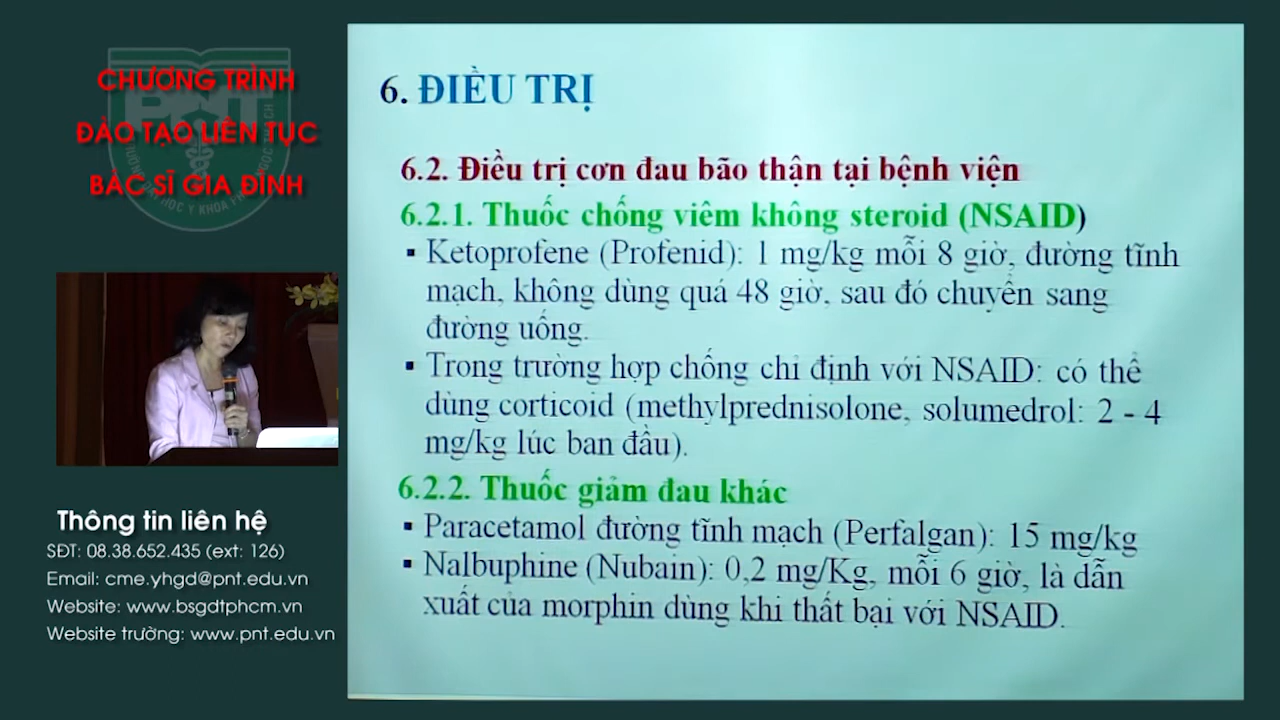 CHƯƠNG TRÌNH
ĐÀO TẠO LIÊN TỤC
BÁC SĨ GIA ĐÌNH
PNT
Thông tin liên hệ
SĐT: 08.38.652.435 (ext: 126)
Email: cme.yhgd@pnt.edu.vn
Website: www.bsgdtphcm.vn
Website trường: www.pnt.edu.vn
6. ĐIỀU TRỊ
6.2. Điều trị cơn đau bão thận tại bệnh viện
6.2.1. Thuốc chống viêm không steroid (NSAID)
▪ Ketoprofene (Profenid): 1 mg/kg mỗi 8 giờ, đường tĩnh
mạch, không dùng quá 48 giờ, sau đó chuyển sang
đường uống.
▪ Trong trường hợp chống chỉ định với NSAID: có thể
dùng corticoid (methylprednisolone, solumedrol: 2 - 4
mg/kg lúc ban đầu).
6.2.2. Thuốc giảm đau khác
▪ Paracetamol đường tĩnh mạch (Perfalgan): 15 mg/kg
▪ Nalbuphine (Nubain): 0,2 mg/Kg, mỗi 6 giờ, là dẫn
xuất của morphin dùng khi thất bại với NSAID.